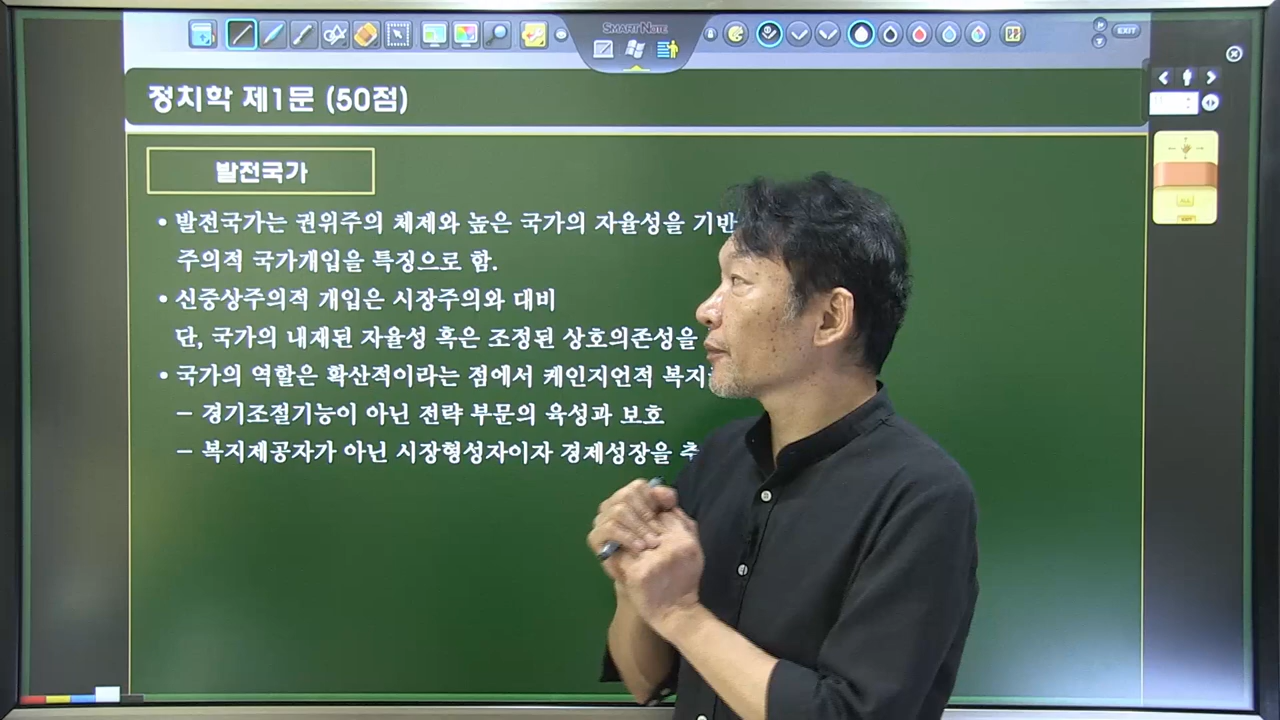 SMART NOTE
EXIT
정치학 제1문 (50점)
발전국가
• 발전국가는 권위주의 체제와 높은 국가의 자율성을 기반
주의적 국가개입을 특징으로 함.
• 신중상주의적 개입은 시장주의와 대비
단, 국가의 내재된 자율성 혹은 조정된 상호의존성을
• 국가의 역할은 확산적이라는 점에서 케인지언적 복지
– 경기조절기능이 아닌 전략 부문의 육성과 보호
– 복지제공자가 아닌 시장형성자이자 경제성장을